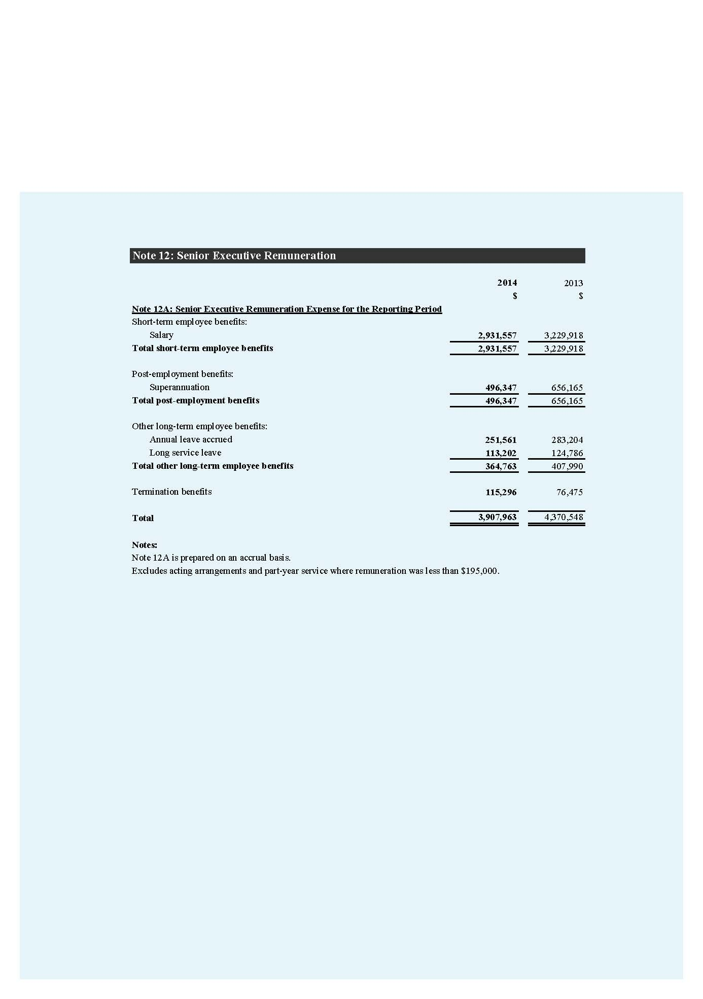 Note 12: Senior Executive Remuneration
2014 2013
$ $
Note 12A: Senior Executive Remuneration Expense for the Reporting Period
Short-term employee benefits:
Salary 2,931,557 3,229,918
Total short-term employee benefits 2,931,557 3,229,918
Post-employment benefits:
Superannuation 496,347 656,165
Total post-employment benefits 496,347 656,165
Other long-term employee benefits:
Annual leave accrued 251,561 283,204
Long service leave 113,202 124,786
Total other long-term employee benefits 364,763 407,990
Termination benefits 115,296 76,475
Total 3,907,963 4,370,548
Notes:
Note 12A is prepared on an accrual basis.
Excludes acting arrangements and part-year service where remuneration was less than $195,000.